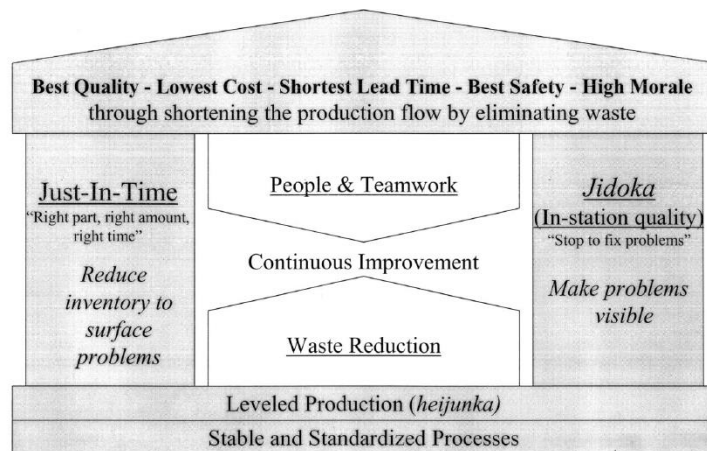 Best Quality - Lowest Cost - Shortest Lead Time - Best Safety - High Morale
through shortening the production flow by eliminating waste
Just-In-Time
“Right part, right amount,
right time”
Reduce
inventory to
surface
problems
People & Teamwork
Continuous Improvement
Waste Reduction
Jidoka
(In-station quality)
“Stop to fix problems”
Make problems
visible
Leveled Production (heijunka)
Stable and Standardized Processes